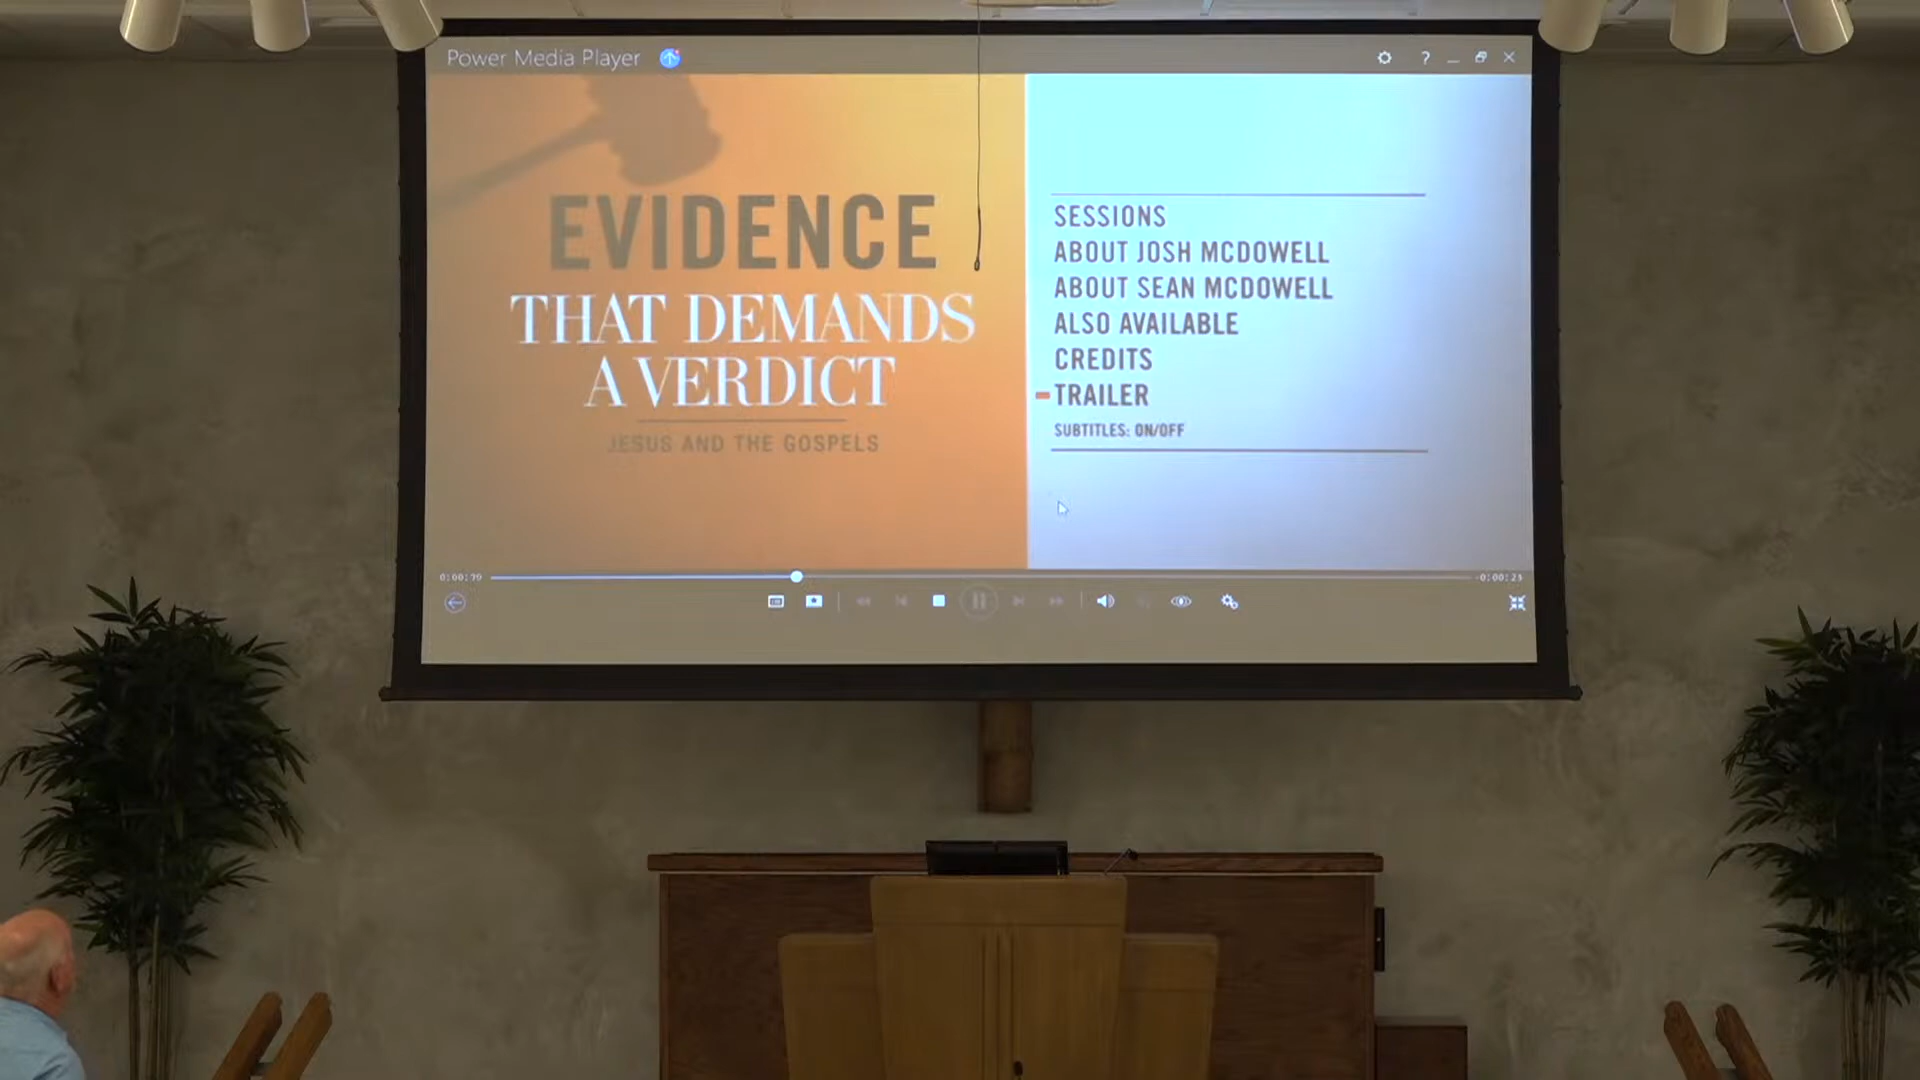 Power Media Player
?
EVIDENCE
THAT DEMANDS
A VERDICT
JESUS AND THE GOSPELS
SESSIONS
ABOUT JOSH MCDOWELL
ABOUT SEAN MCDOWELL
ALSO AVAILABLE
CREDITS
TRAILER
SUBTITLES: ON/OFF